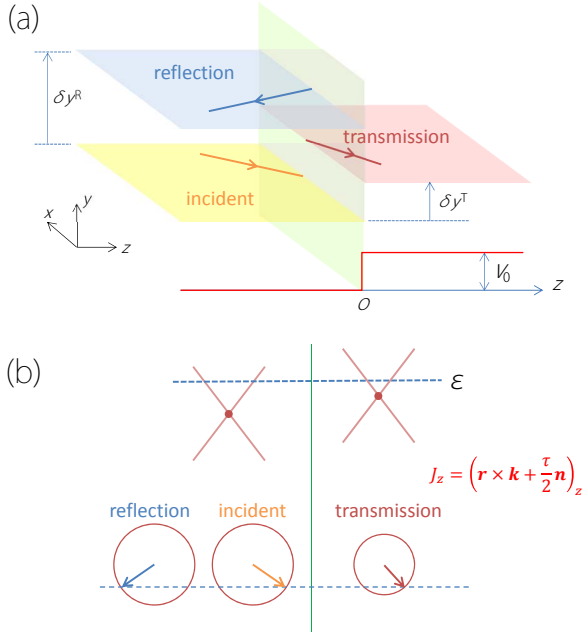 (a)
reflection
δy^R
transmission
incident
δy^T
x
y
z
V_0
O
z
(b)
ε
J_z = (r × k + τ/2 n)_z
reflection
incident
transmission